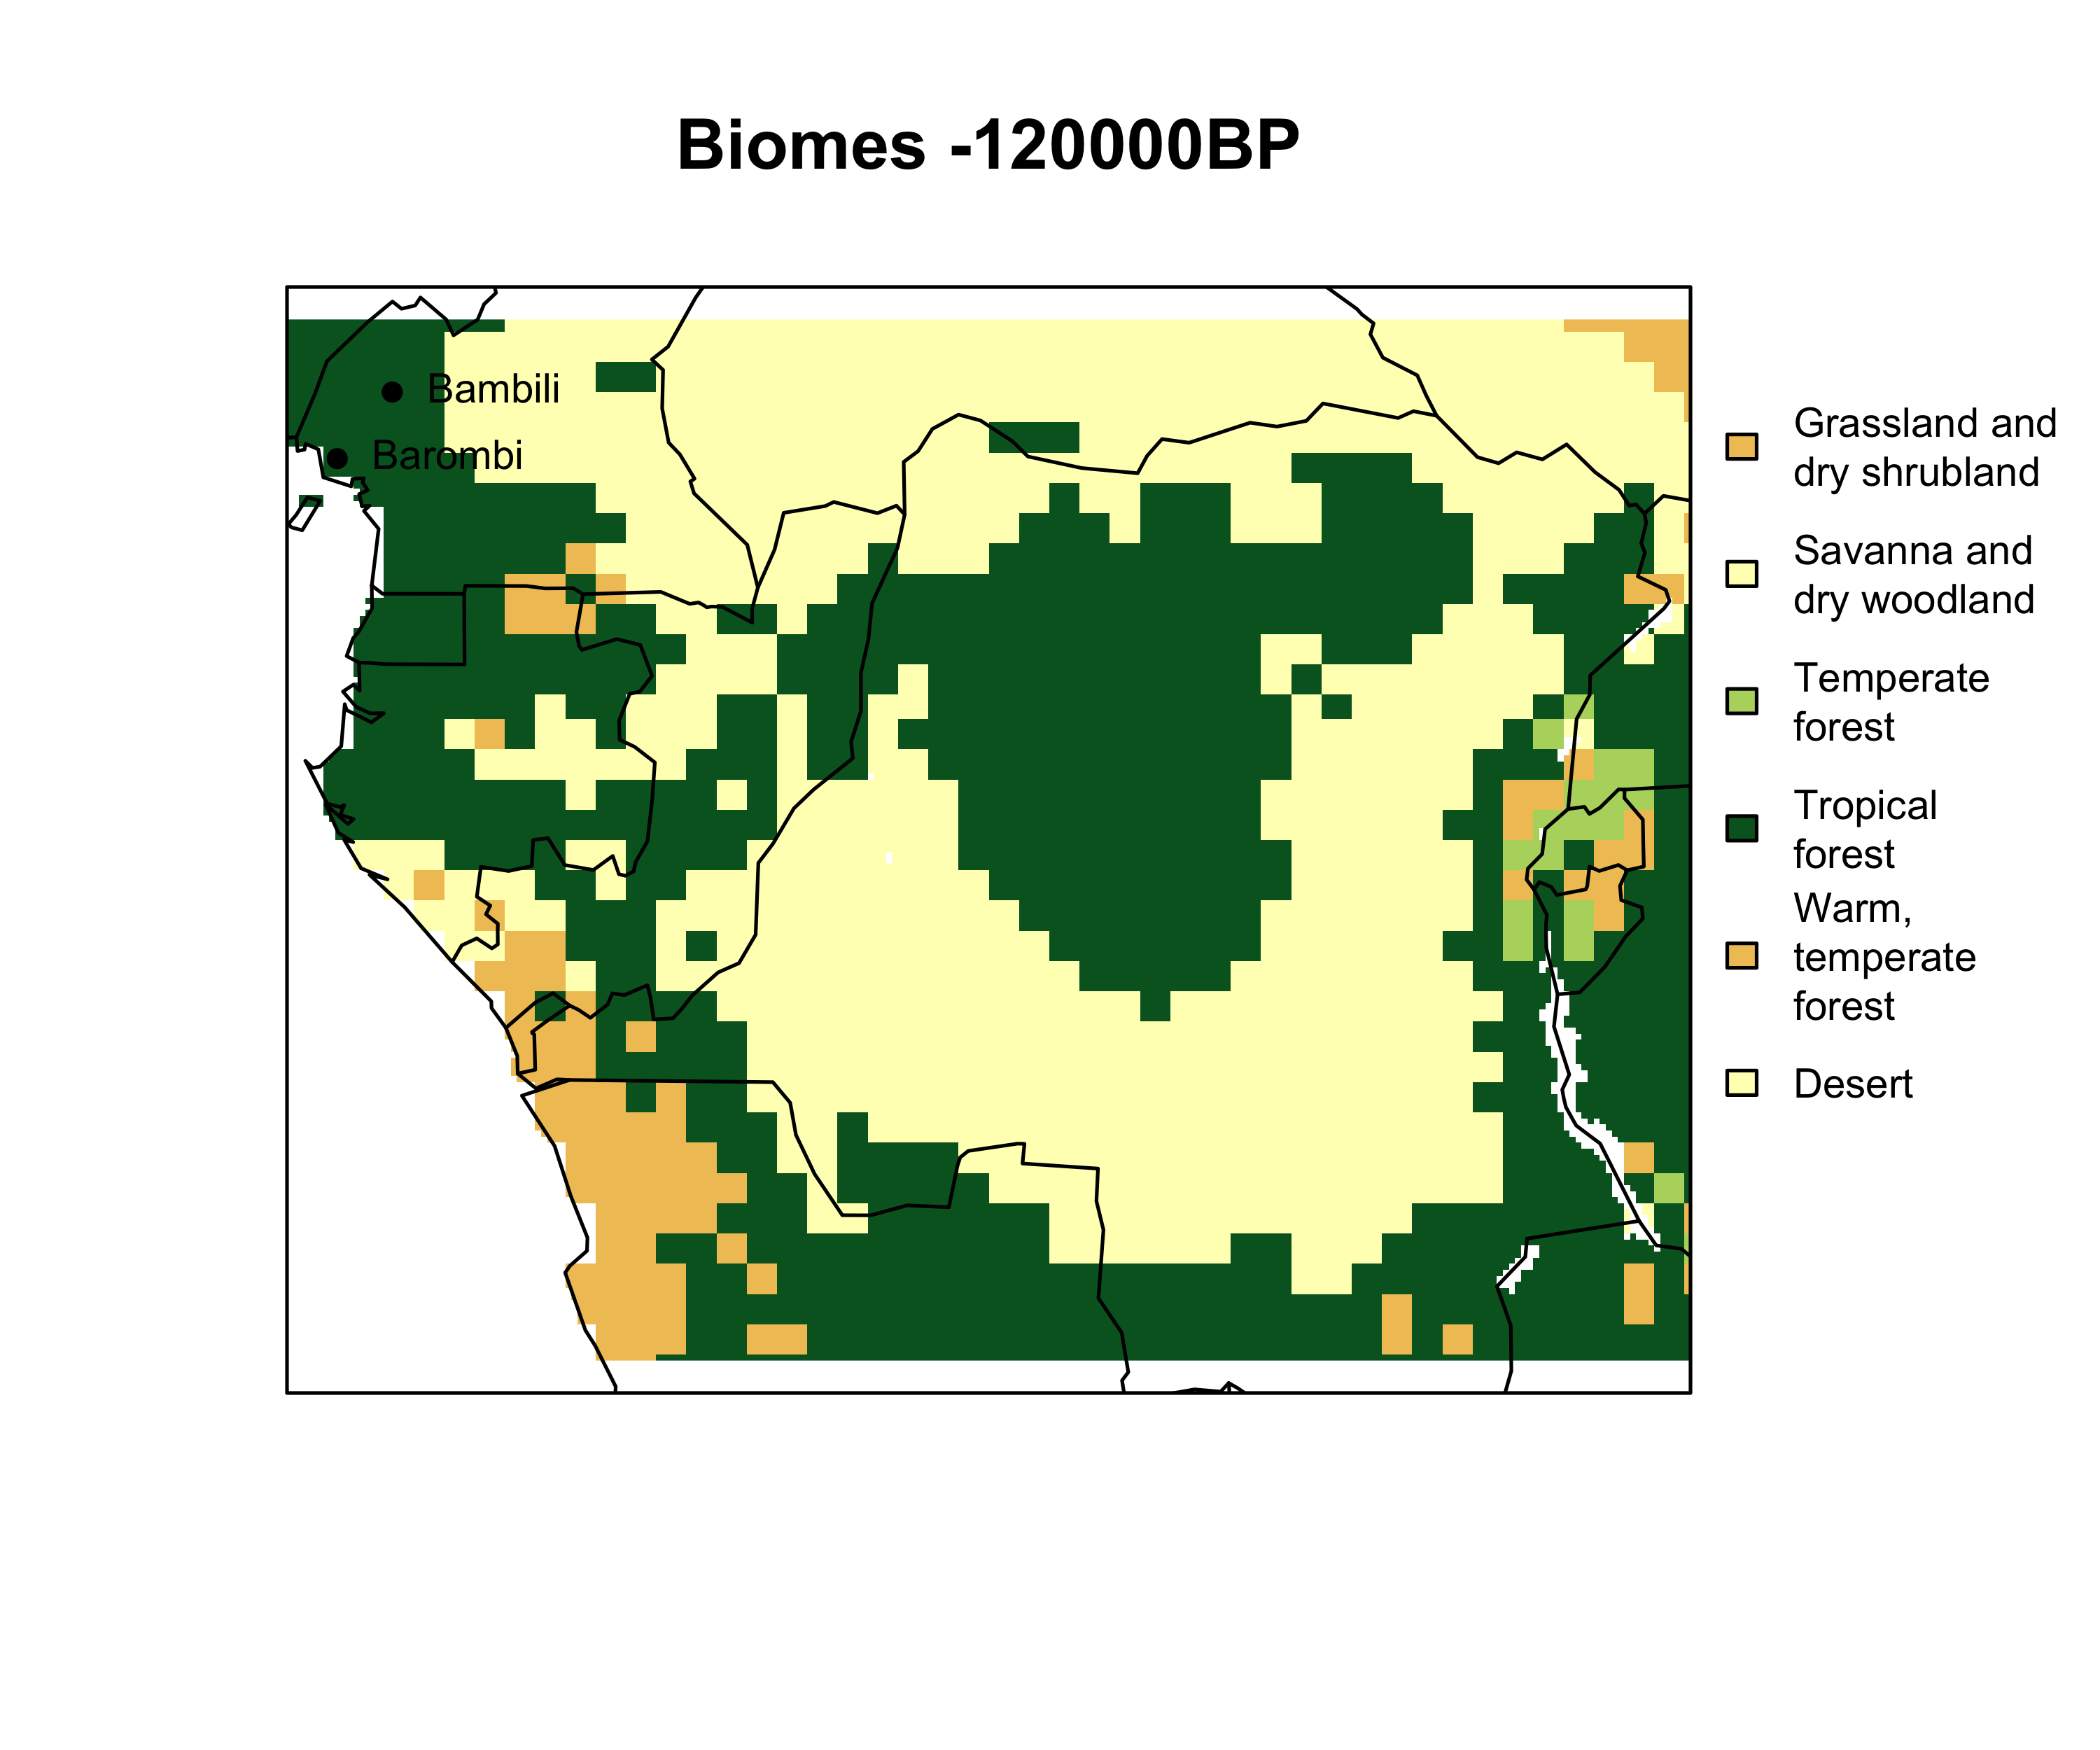 Biomes -120000BP
Bambili
Barombi
Grassland and
dry shrubland
Savanna and
dry woodland
Temperate
forest
Tropical
forest
Warm,
temperate
forest
Desert